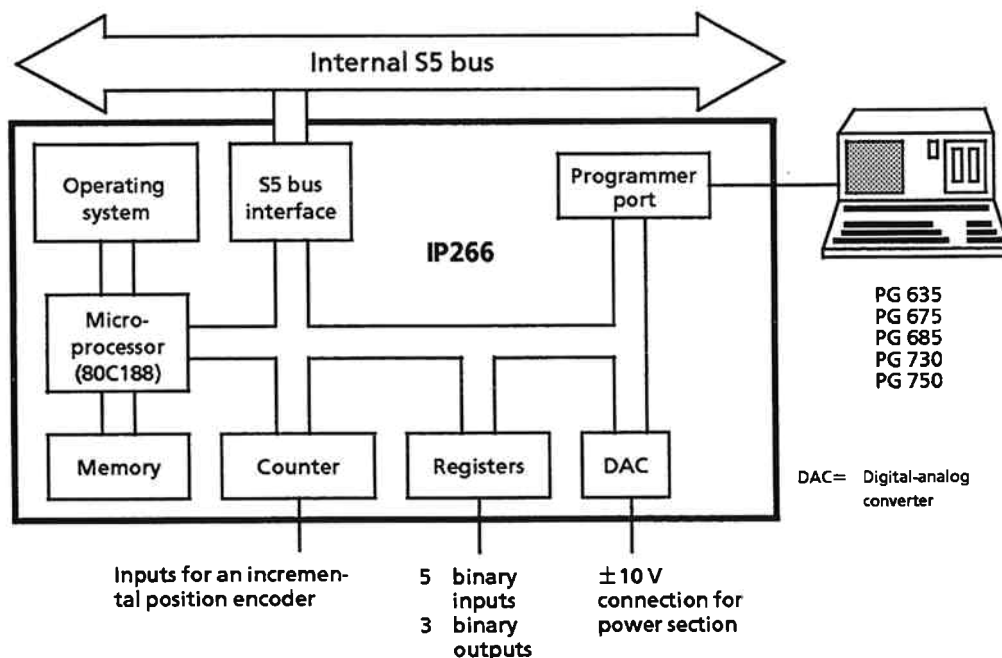 Internal S5 bus
Operating
system
S5 bus
interface
Programmer
port
IP266
Micro-
processor
(80C188)
PG 635
PG 675
PG 685
PG 730
PG 750
Memory
Counter
Registers
DAC
DAC= Digital-analog
converter
Inputs for an incremen-
tal position encoder
5 binary
inputs
3 binary
outputs
±10 V
connection for
power section